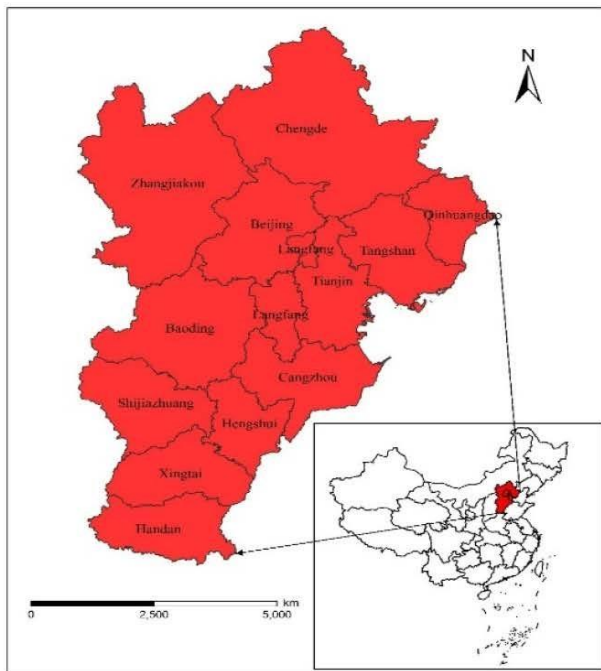 N
Chengde
Zhangjiakou
Qinhuangdao
Beijing
Langfang
Tangshan
Tianjin
Langfang
Baoding
Cangzhou
Shijiazhuang
Hengshui
Xingtai
Handan
km
0 2,500 5,000